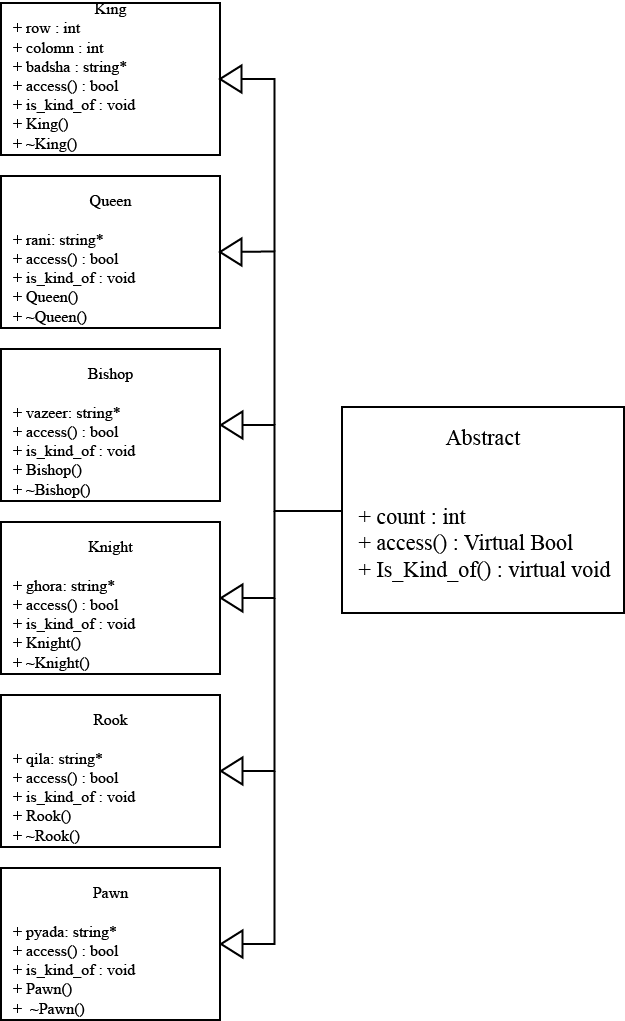 King
+ row : int
+ colomn : int
+ badsha : string*
+ access() : bool
+ is_kind_of : void
+ King()
+ ~King()
Queen
+ rani: string*
+ access() : bool
+ is_kind_of : void
+ Queen()
+ ~Queen()
Bishop
+ vazeer: string*
+ access() : bool
+ is_kind_of : void
+ Bishop()
+ ~Bishop()
Knight
+ ghora: string*
+ access() : bool
+ is_kind_of : void
+ Knight()
+ ~Knight()
Rook
+ qila: string*
+ access() : bool
+ is_kind_of : void
+ Rook()
+ ~Rook()
Pawn
+ pyada: string*
+ access() : bool
+ is_kind_of : void
+ Pawn()
+ ~Pawn()
Abstract
+ count : int
+ access() : Virtual Bool
+ Is_Kind_of() : virtual void